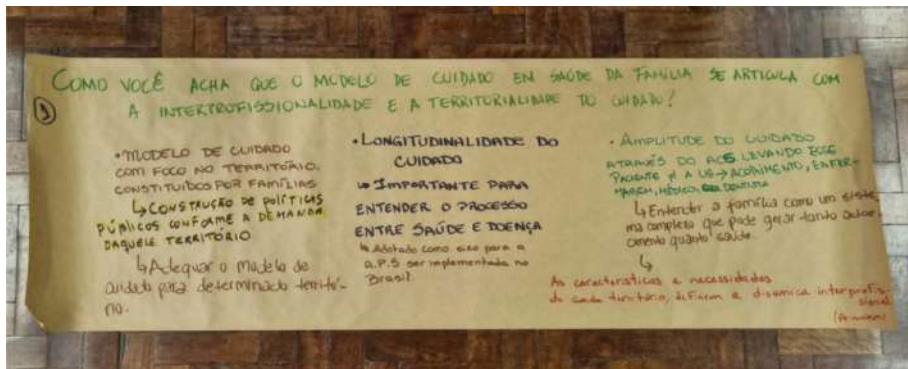 COMO VOCÊ ACHA QUE O MODELO DE CUIDADO EM SAÚDE DA FAMÍLIA SE ARTICULA COM
A INTERPROFISSIONALIDADE E A TERRITORIALIDADE DO CUIDADO?
• MODELO DE CUIDADO
COM FOCO NO TERRITÓRIO,
CONSTITUIDOS POR FAMÍLIAS
↳ CONSTRUÇÃO DE POLÍTICAS
PÚBLICOS CONFORME A DEMANDA
DAQUELE TERRITÓRIO
↳ Adequar o modelo de
cuidado para determinado territó-
rio.
• LONGITUDINALIDADE DO
CUIDADO
↳ IMPORTANTE PARA
ENTENDER O PROCESSO
ENTRE SAÚDE E DOENÇA
↳ Adotado como eixo para a
A.P.S ser implementada no
Brasil.
• AMPLITUDE DO CUIDADO
ATRAVÉS DO ACS LEVANDO ESSE
PACIENTE P/ A US → ACOLHIMENTO, ENFER-
MAGEM, MÉDICO, DENTISTA
↳ Entender a família como um siste-
ma complexo que pode gerar tanto adoe-
cimento quanto saúde.
↳
As características e necessidades
de cada território, definem a dinâmica interprofis-
sional